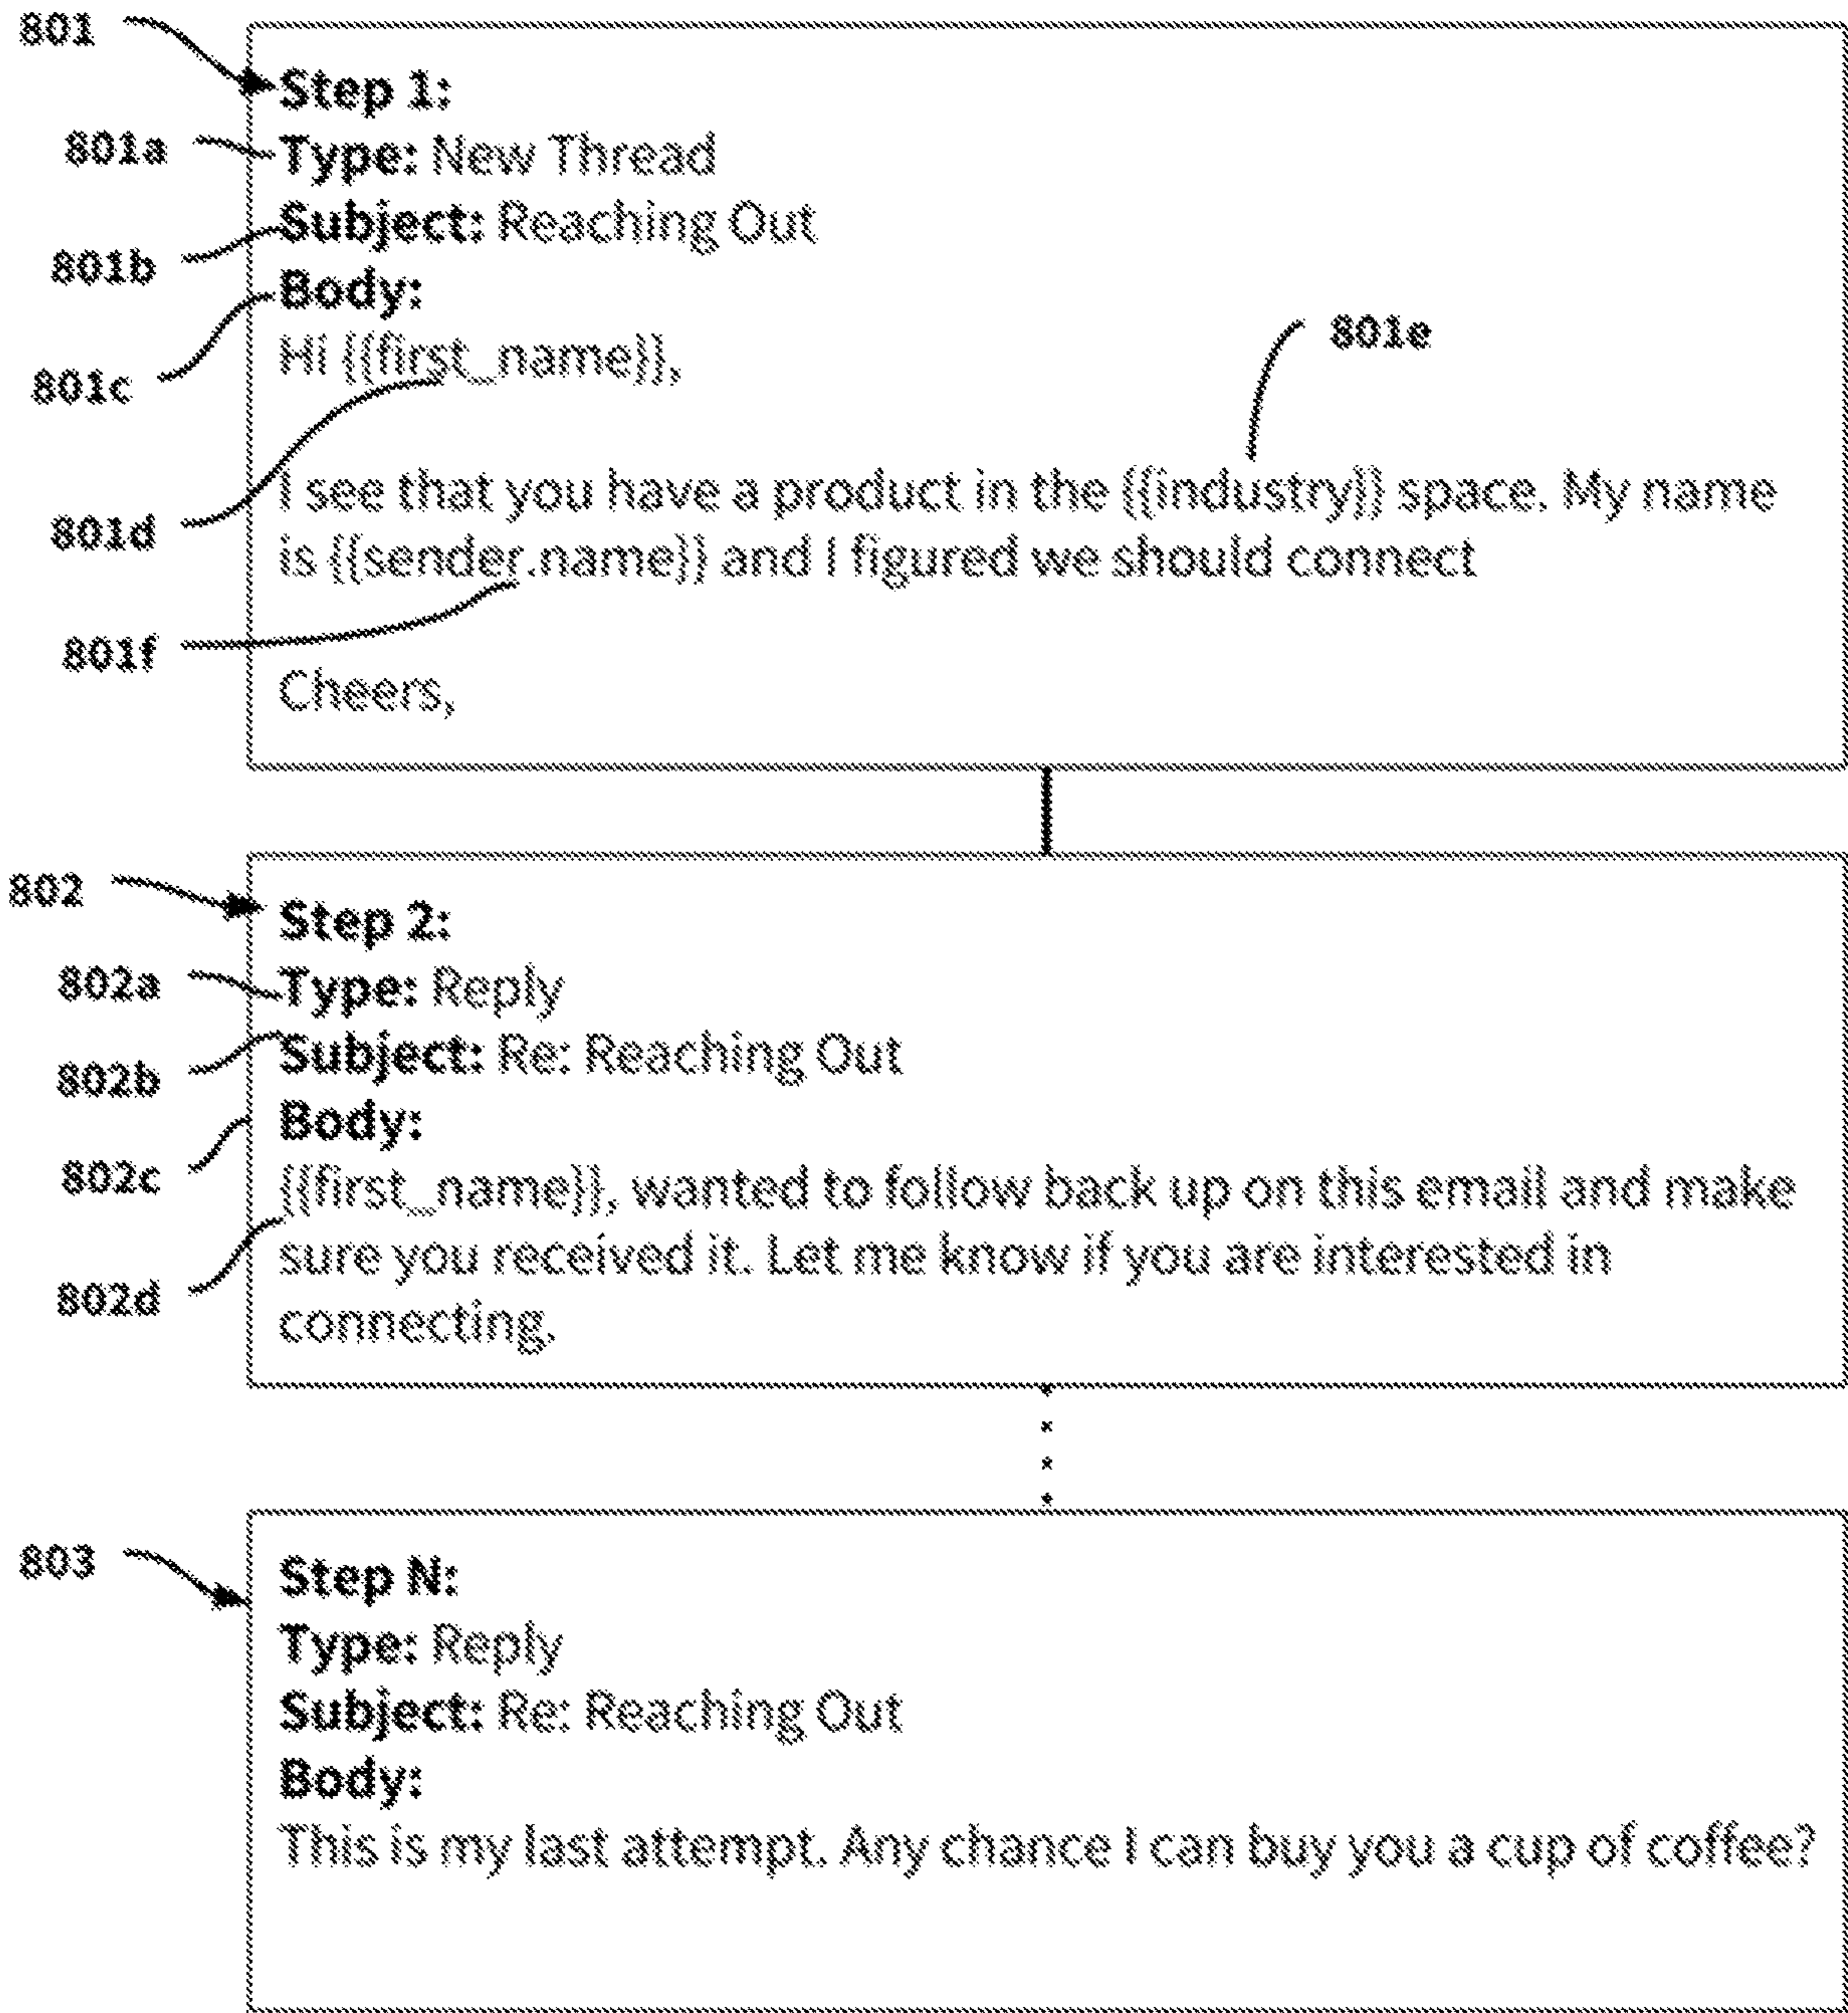 801
Step 1:
801a
Type: New Thread
Subject: Reaching Out
801b
Body:
801e
Hi {{first_name}},
801c
I see that you have a product in the {{industry}} space. My name
801d
is {{sender.name}} and I figured we should connect
801f
Cheers,
802
Step 2:
802a
Type: Reply
Subject: Re: Reaching Out
802b
Body:
802c
{{first_name}}, wanted to follow back up on this email and make
sure you received it. Let me know if you are interested in
802d
connecting.
803
Step N:
Type: Reply
Subject: Re: Reaching Out
Body:
This is my last attempt. Any chance I can buy you a cup of coffee?